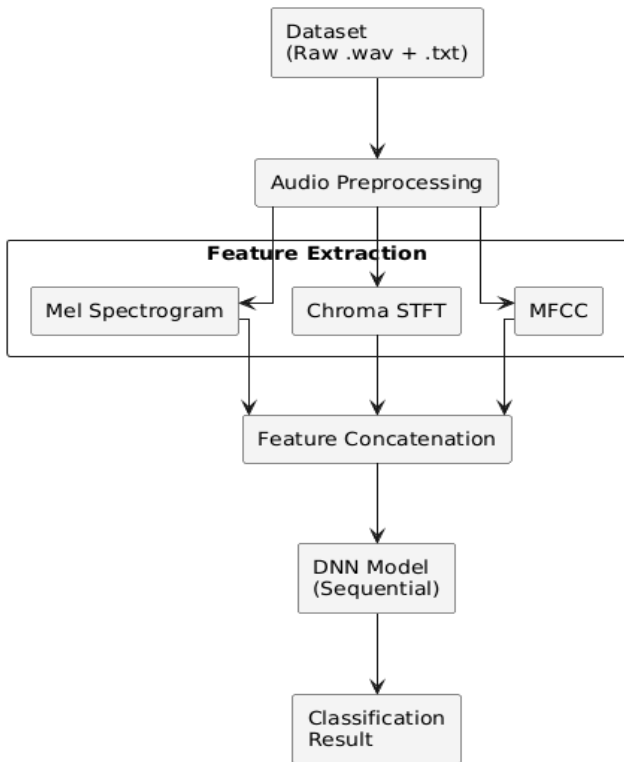 Dataset
(Raw .wav + .txt)
Audio Preprocessing
Feature Extraction
Mel Spectrogram
Chroma STFT
MFCC
Feature Concatenation
DNN Model
(Sequential)
Classification
Result